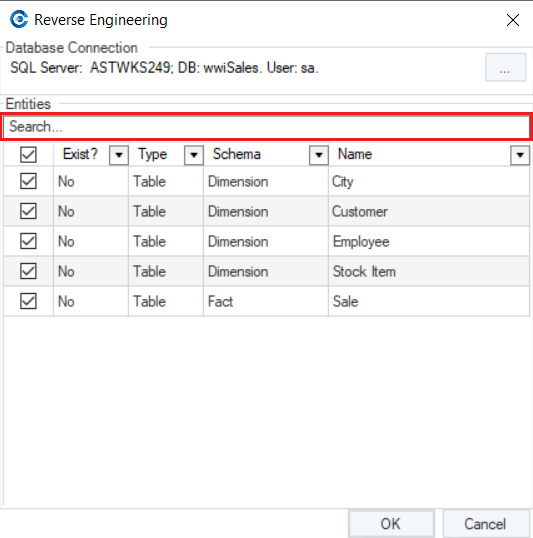 Reverse Engineering
Database Connection
SQL Server: ASTWKS249; DB: wwiSales. User: sa.
...
Entities
Search...
Exist? Type Schema Name
No Table Dimension City
No Table Dimension Customer
No Table Dimension Employee
No Table Dimension Stock Item
No Table Fact Sale
OK Cancel